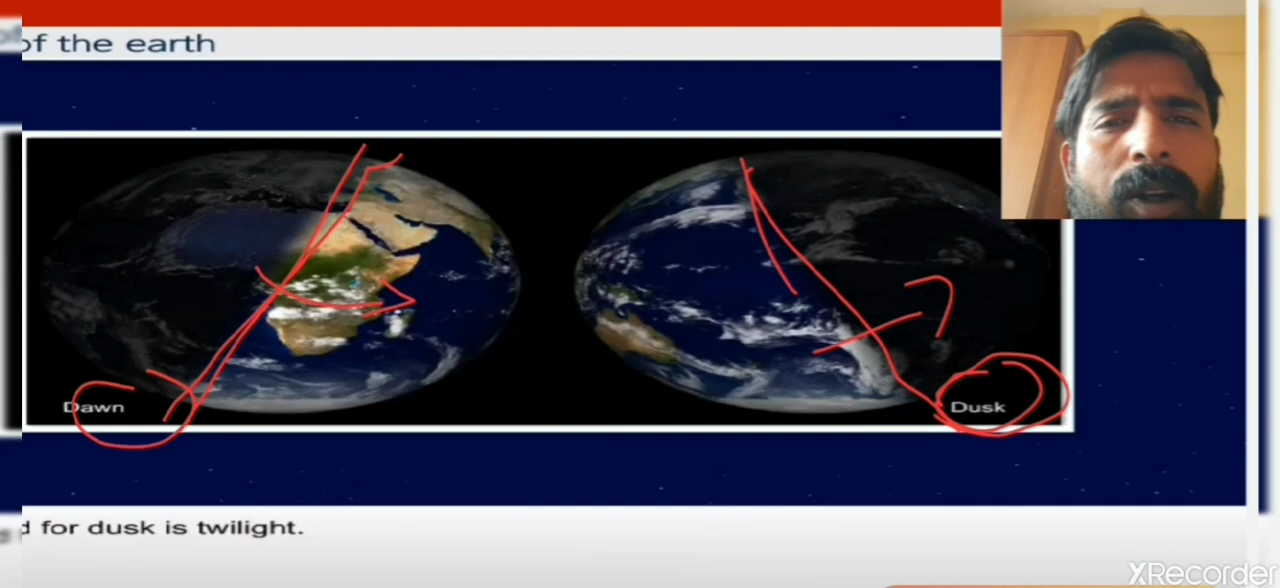 of the earth
Dawn
Dusk
for dusk is twilight.
XRecorder